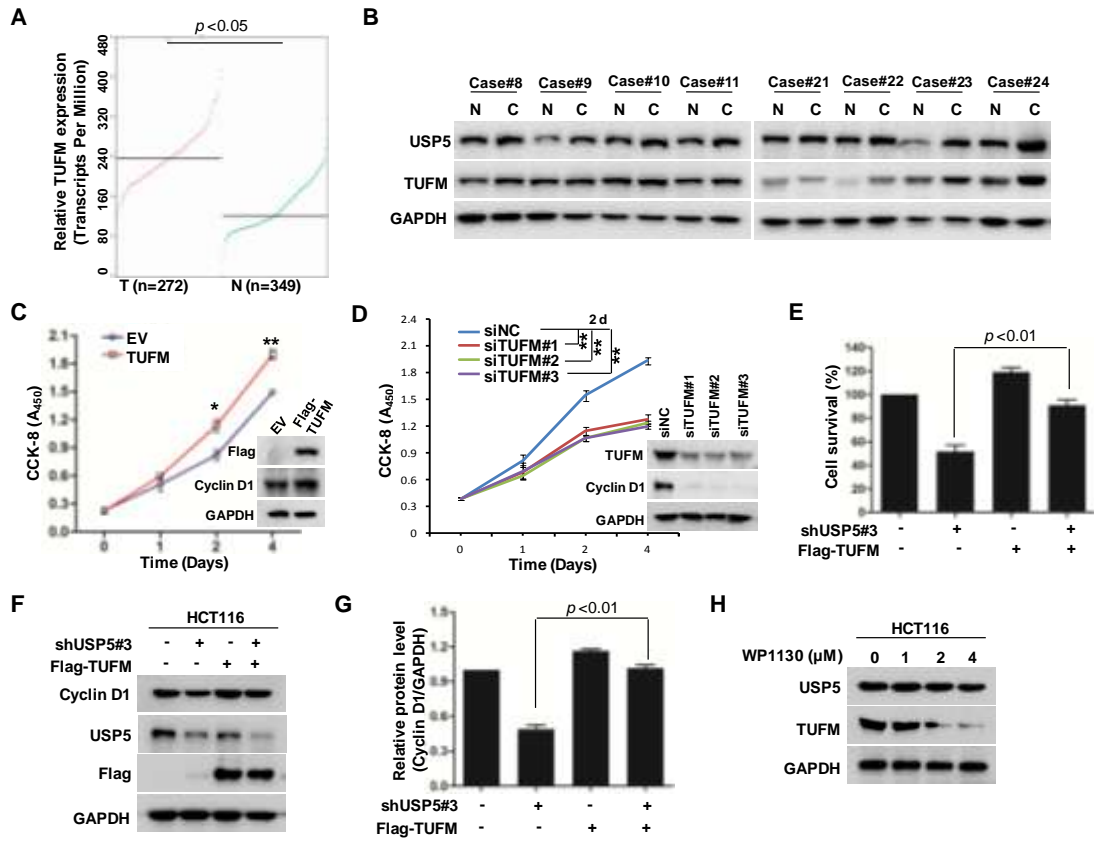 A
p<0.05
Relative TUFM expression
(Transcripts Per Million)
480
400
320
240
160
80
0
T (n=272) N (n=349)
B
Case#8 Case#9 Case#10 Case#11 Case#21 Case#22 Case#23 Case#24
N C N C N C N C N C N C N C N C
USP5
TUFM
GAPDH
C
CCK-8 (A450)
2.1
1.8
1.5
1.2
0.9
0.6
0.3
0.0
EV
TUFM
*
**
EV Flag-TUFM
Flag
Cyclin D1
GAPDH
0 1 2 4
Time (Days)
D
CCK-8 (A450)
2.4
2.1
1.8
1.5
1.2
0.9
0.6
0.3
0
2 d
siNC
siTUFM#1
siTUFM#2
siTUFM#3
** ** **
siNC siTUFM#1 siTUFM#2 siTUFM#3
TUFM
Cyclin D1
GAPDH
0 1 2 4
Time (Days)
E
p<0.01
Cell survival (%)
140
120
100
80
60
40
20
0
shUSP5#3 - + - +
Flag-TUFM - - + +
F
HCT116
shUSP5#3 - + - +
Flag-TUFM - - + +
Cyclin D1
USP5
Flag
GAPDH
G
p<0.01
Relative protein level
(Cyclin D1/GAPDH)
1.5
1.2
0.9
0.6
0.3
0.0
shUSP5#3 - + - +
Flag-TUFM - - + +
H
HCT116
WP1130 (μM) 0 1 2 4
USP5
TUFM
GAPDH